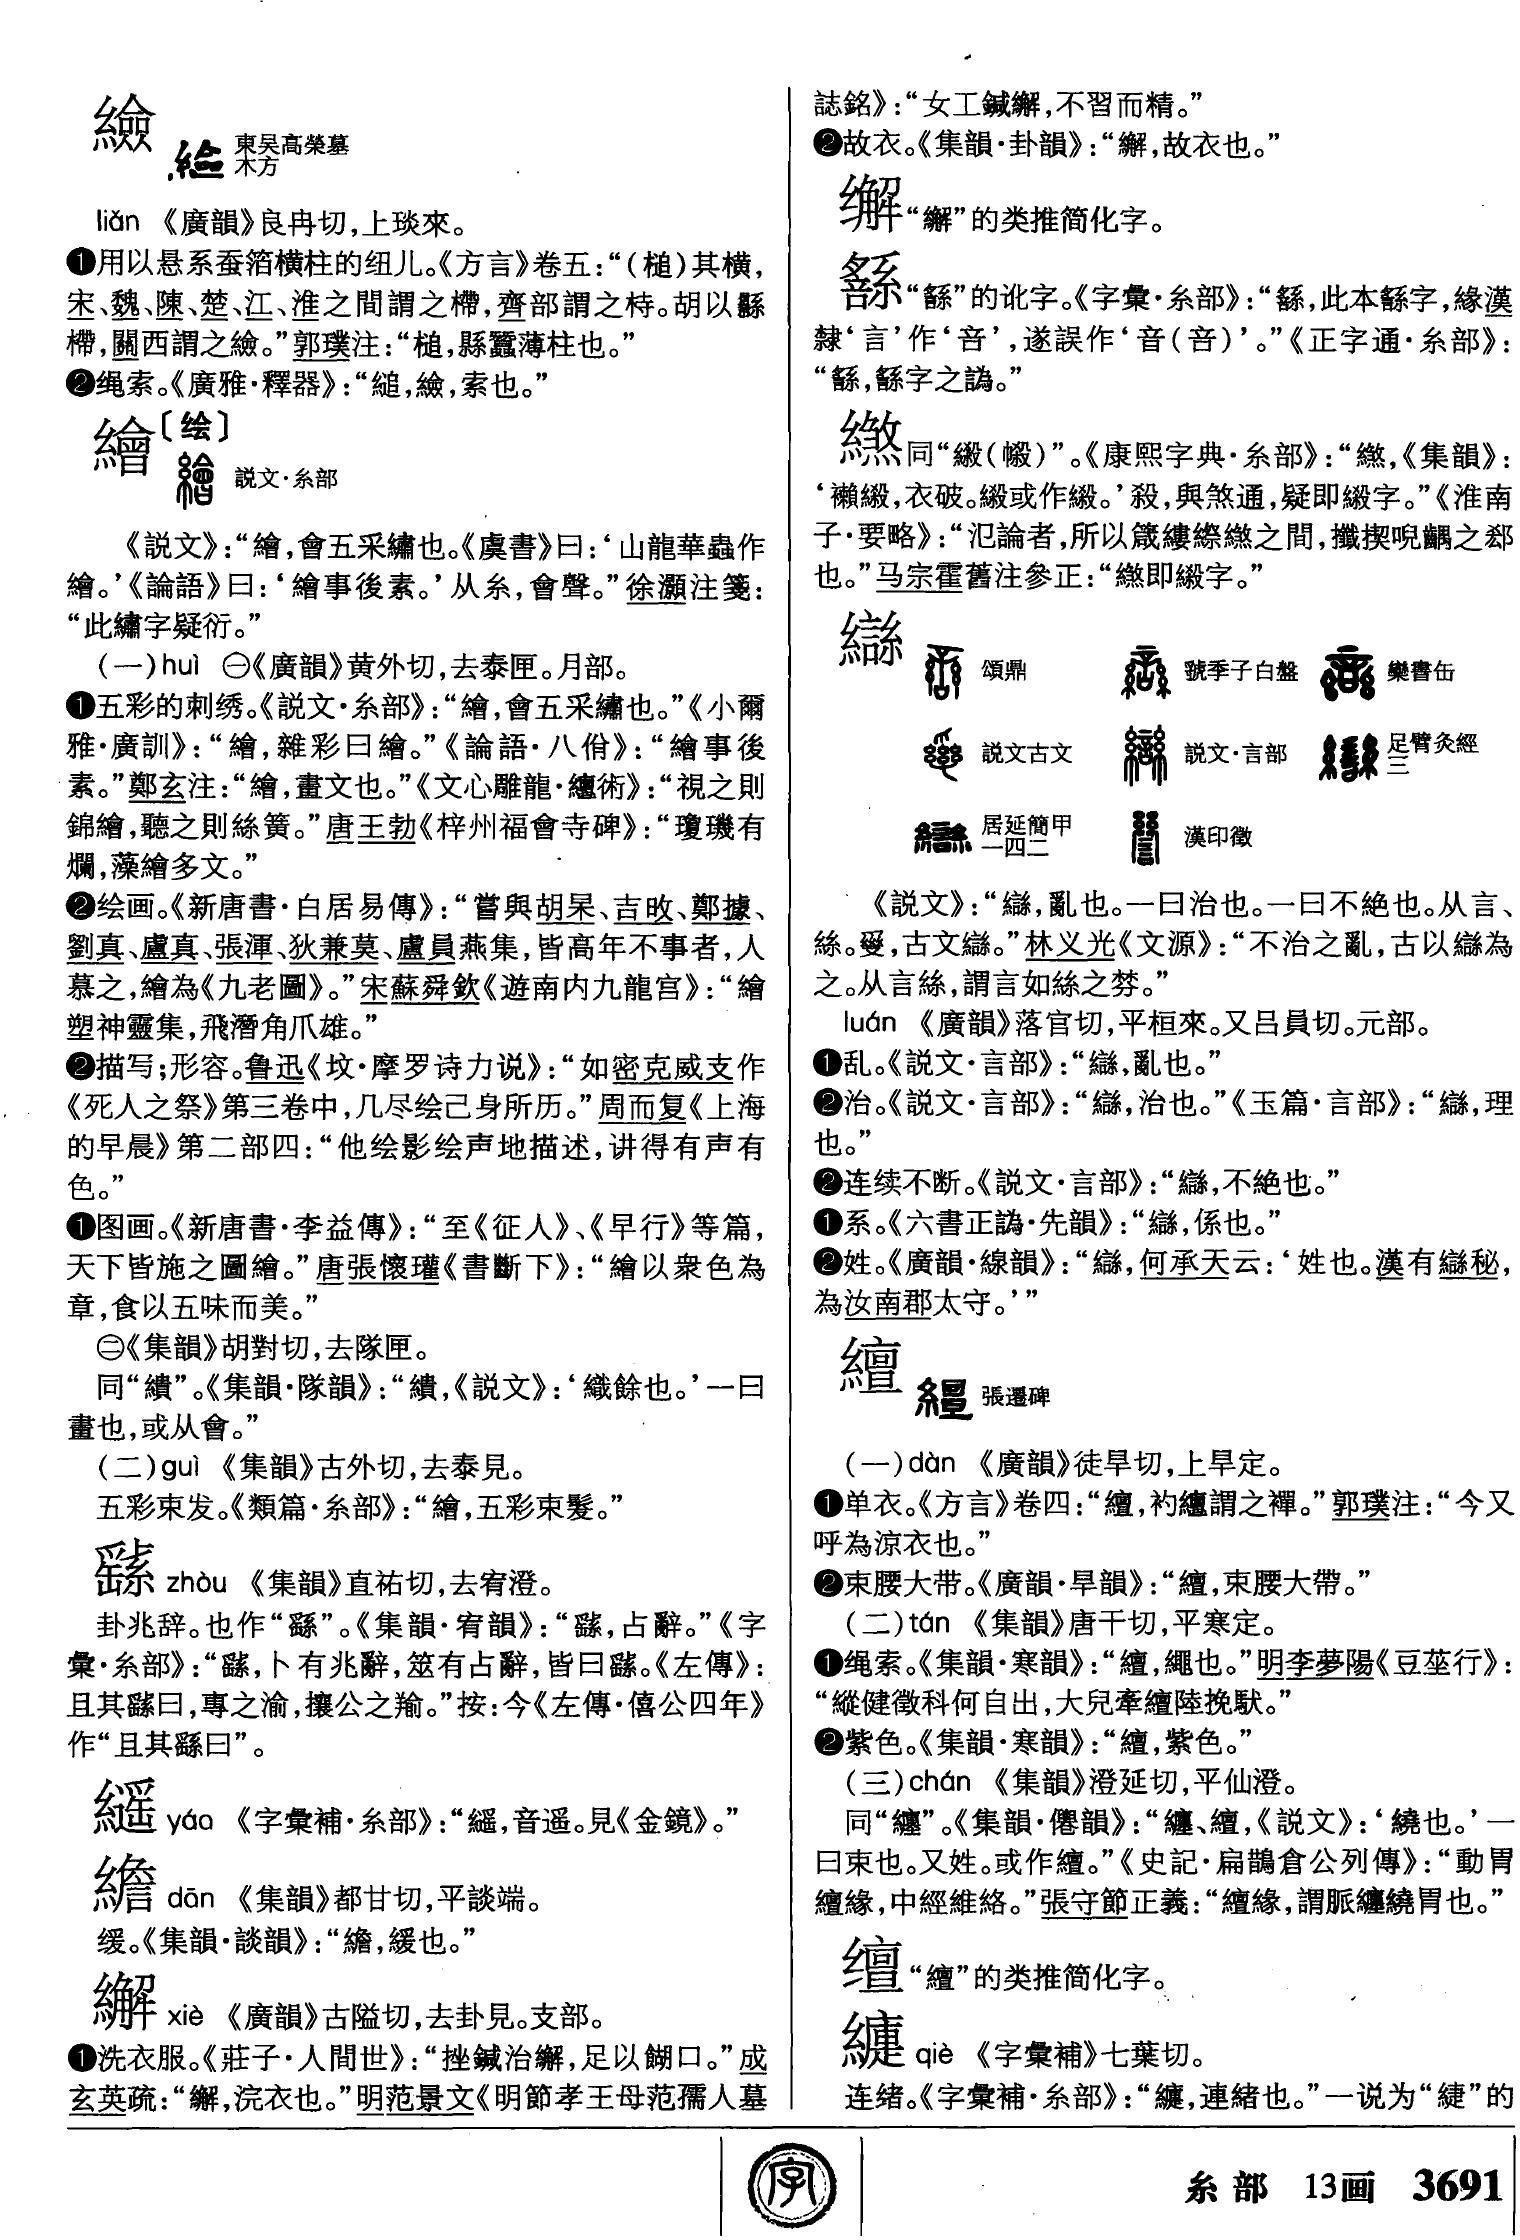 繿
東吴高榮墓
木方
liǎn 《廣韻》良冉切，上琰來。
❶用以悬系蚕箔横柱的纽儿。《方言》卷五：“（槌）其横，
宋、魏、陳、楚、江、淮之間謂之㯂，齊部謂之㭙。胡以縣
㯂，關西謂之繿。”郭璞注：“槌，縣蠶薄柱也。”
❷绳索。《廣雅·釋器》：“縋，繿，索也。”
繪〔绘〕
説文·糸部
《説文》：“繪，會五采繡也。《虞書》曰：‘山龍華蟲作
繪。’《論語》曰：‘繪事後素。’从糸，會聲。”徐灝注箋：
“此繡字疑衍。”
（一）huì ㊀《廣韻》黄外切，去泰匣。月部。
❶五彩的刺绣。《説文·糸部》：“繪，會五采繡也。”《小爾
雅·廣訓》：“繪，雜彩曰繪。”《論語·八佾》：“繪事後
素。”鄭玄注：“繪，畫文也。”《文心雕龍·緫術》：“視之則
錦繪，聽之則絲簧。”唐王勃《梓州福會寺碑》：“瓊璣有
爛，藻繪多文。”
❷绘画。《新唐書·白居易傳》：“嘗與胡杲、吉旼、鄭據、
劉真、盧真、張渾、狄兼莫、盧員燕集，皆高年不事者，人
慕之，繪為《九老圖》。”宋蘇舜欽《遊南内九龍宫》：“繪
塑神靈集，飛潛角爪雄。”
❷描写；形容。鲁迅《坟·摩罗诗力说》：“如密克威支作
《死人之祭》第三卷中，几尽绘己身所历。”周而复《上海
的早晨》第二部四：“他绘影绘声地描述，讲得有声有
色。”
❶图画。《新唐書·李益傳》：“至《征人》、《早行》等篇，
天下皆施之圖繪。”唐張懷瓘《書斷下》：“繪以衆色為
章，食以五味而美。”
㊁《集韻》胡對切，去隊匣。
同“繢”。《集韻·隊韻》：“繢，《説文》：‘織餘也。’一曰
畫也，或从會。”
（二）guì 《集韻》古外切，去泰見。
五彩束发。《類篇·糸部》：“繪，五彩束髮。”
zhòu 《集韻》直祐切，去宥澄。
卦兆辞。也作“繇”。《集韻·宥韻》：“，占辭。”《字
彙·糸部》：“，卜有兆辭，筮有占辭，皆曰。《左傳》：
且其曰，專之渝，攘公之羭。”按：今《左傳·僖公四年》
作“且其繇曰”。
yáo 《字彙補·糸部》：“，音遥。見《金鏡》。”
繵 dān 《集韻》都甘切，平談端。
缓。《集韻·談韻》：“，緩也。”
繲 xiè 《廣韻》古隘切，去卦見。支部。
❶洗衣服。《莊子·人間世》：“挫鍼治繲，足以餬口。”成
玄英疏：“繲，浣衣也。”明范景文《明節孝王母范孺人墓
誌銘》：“女工鍼繲，不習而精。”
❷故衣。《集韻·卦韻》：“繲，故衣也。”
“繲”的类推简化字。
“繇”的讹字。《字彙·糸部》：“，此本繇字，緣漢
隸‘言’作‘咅’，遂誤作‘音（咅）’。”《正字通·糸部》：
“，繇字之譌。”
同“緞（𢄌）”。《康熙字典·糸部》：“，《集韻》：
‘襰，衣破。或作。’殺，與煞通，疑即字。”《淮南
子·要略》：“氾論者，所以箴縷縩之間，攕揳唲齵之郄
也。”马宗霍舊注參正：“即字。”
䜌
頌鼎 虢季子白盤 欒書缶
説文古文 説文·言部 足臂灸經
三
居延簡甲
一四二 漢印徵
《説文》：“䜌，亂也。一曰治也。一曰不絶也。从言、
絲。，古文䜌。”林义光《文源》：“不治之亂，古以䜌為
之。从言絲，謂言如絲之棼。”
luán 《廣韻》落官切，平桓來。又吕員切。元部。
❶乱。《説文·言部》：“䜌，亂也。”
❷治。《説文·言部》：“䜌，治也。”《玉篇·言部》：“䜌，理
也。”
❷连续不断。《説文·言部》：“䜌，不絶也。”
❶系。《六書正譌·先韻》：“䜌，係也。”
❷姓。《廣韻·線韻》：“䜌，何承天云：‘姓也。漢有䜌秘，
為汝南郡太守。’”
繵
張遷碑
（一）dàn 《廣韻》徒旱切，上旱定。
❶单衣。《方言》卷四：“繵，袀繵謂之襌。”郭璞注：“今又
呼為涼衣也。”
❷束腰大带。《廣韻·旱韻》：“繵，束腰大帶。”
（二）tán 《集韻》唐干切，平寒定。
❶绳索。《集韻·寒韻》：“繵，繩也。”明李夢陽《豆莝行》：
“縱健徵科何自出，大兒牽繵陸挽馱。”
❷紫色。《集韻·寒韻》：“繵，紫色。”
（三）chán 《集韻》澄延切，平仙澄。
同“纏”。《集韻·僊韻》：“纏、繵，《説文》：‘繞也。’一
曰束也。又姓。或作繵。”《史記·扁鵲倉公列傳》：“動胃
繵緣，中經維絡。”張守節正義：“繵緣，謂脈纏繞胃也。”
“繵”的类推简化字。
qiè 《字彙補》七葉切。
连绪。《字彙補·糸部》：“，連緒也。”一说为“緁”的
字
糸部 13画 3691